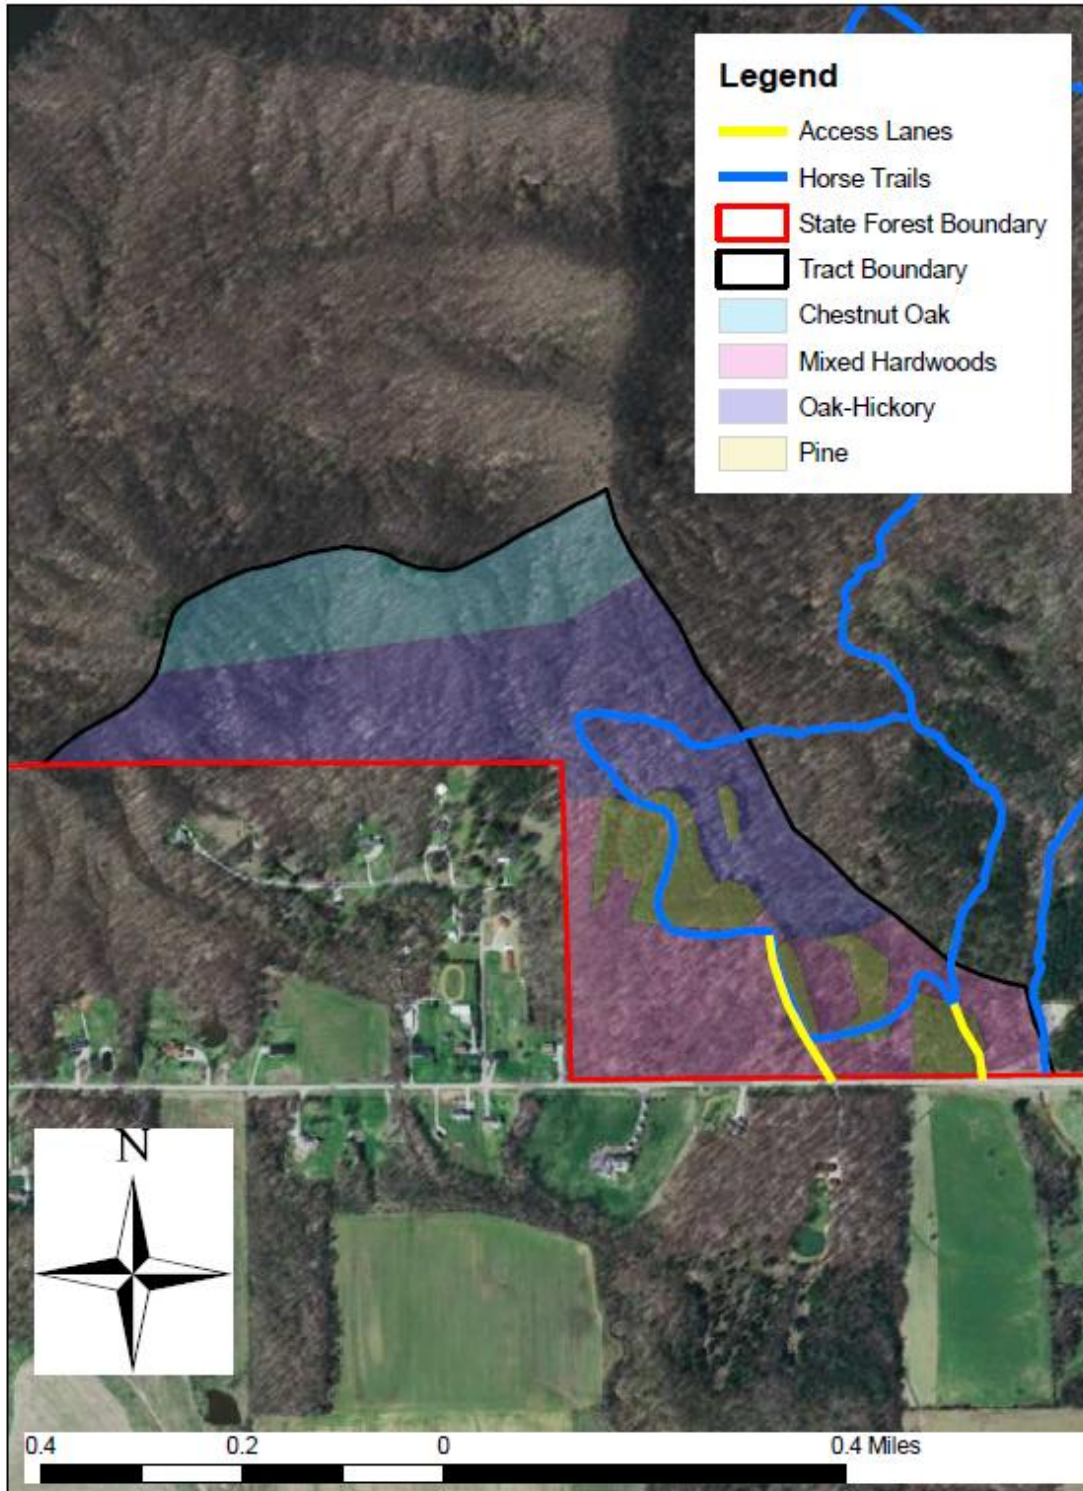 Legend
Access Lanes
Horse Trails
State Forest Boundary
Tract Boundary
Chestnut Oak
Mixed Hardwoods
Oak-Hickory
Pine
N
0.4 0.2 0 0.4 Miles